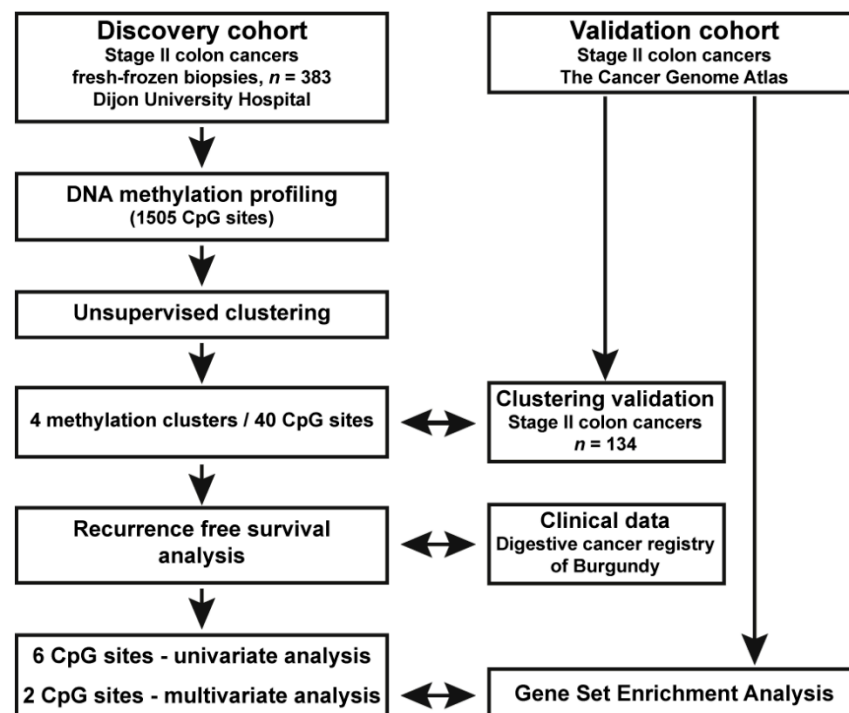 Discovery cohort
Stage II colon cancers
fresh-frozen biopsies, n = 383
Dijon University Hospital
Validation cohort
Stage II colon cancers
The Cancer Genome Atlas
DNA methylation profiling
(1505 CpG sites)
Unsupervised clustering
4 methylation clusters / 40 CpG sites
Clustering validation
Stage II colon cancers
n = 134
Recurrence free survival
analysis
Clinical data
Digestive cancer registry
of Burgundy
6 CpG sites - univariate analysis
2 CpG sites - multivariate analysis
Gene Set Enrichment Analysis